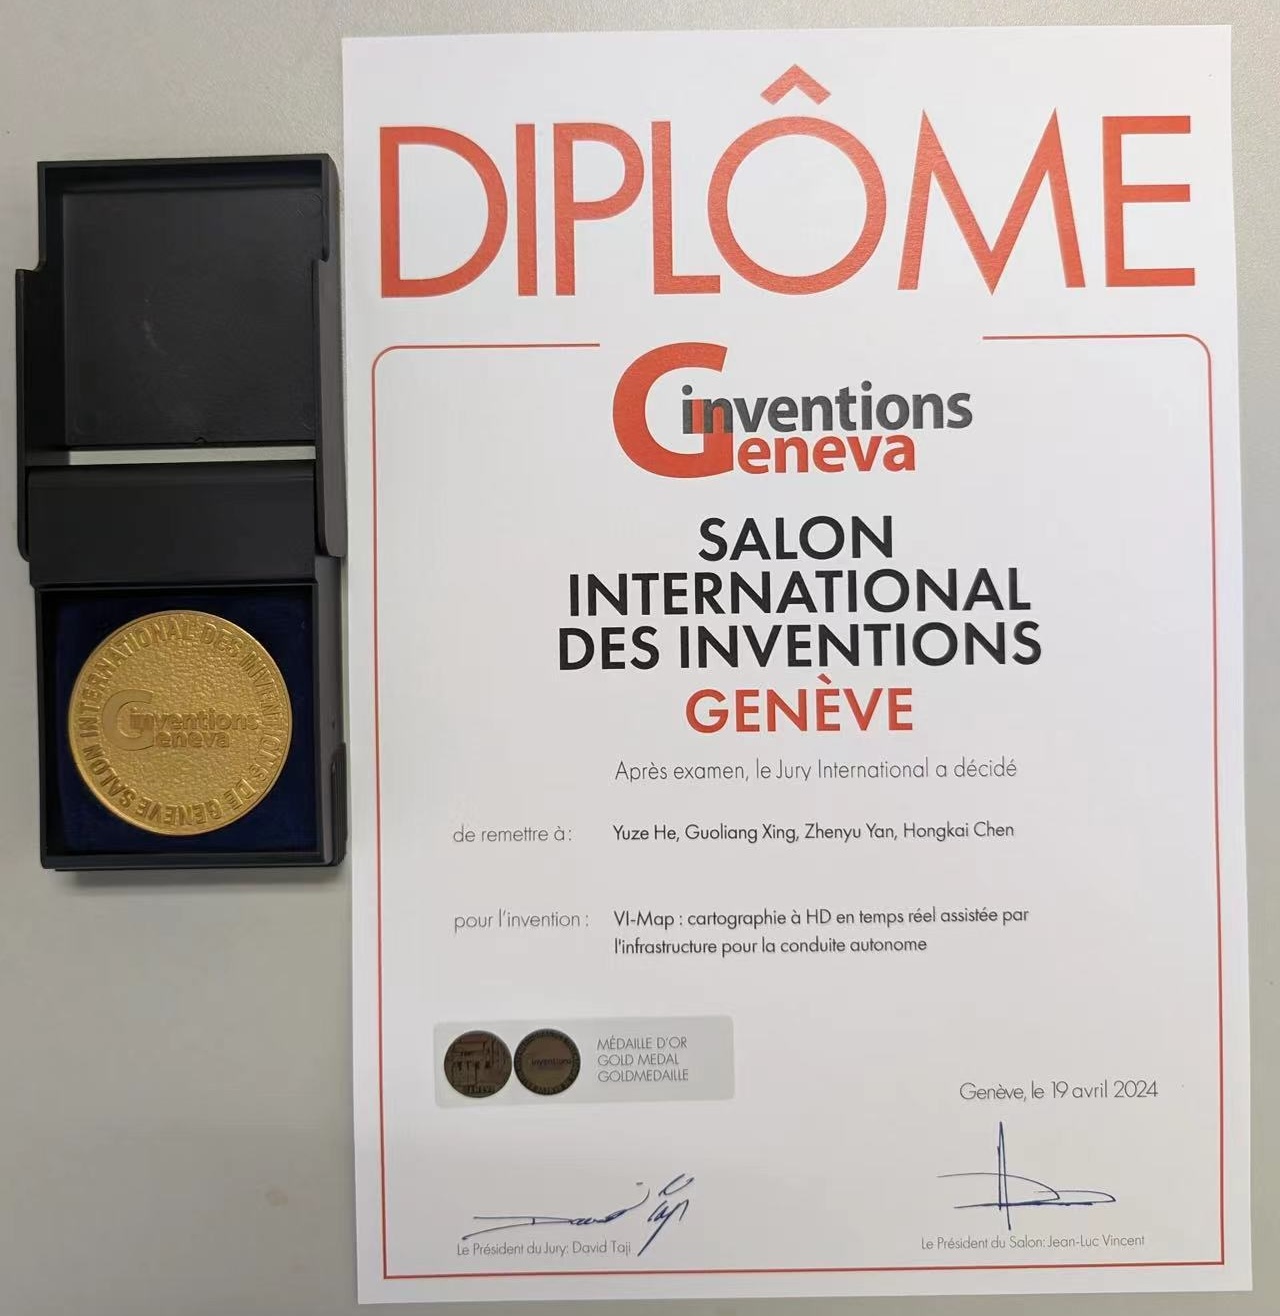 DIPLÔME
inventions
Geneva
SALON
INTERNATIONAL
DES INVENTIONS
GENÈVE
Après examen, le Jury International a décidé
de remettre à : Yuze He, Guoliang Xing, Zhenyu Yan, Hongkai Chen
pour l'invention : VI-Map : cartographie à HD en temps réel assistée par
l'infrastructure pour la conduite autonome
MÉDAILLE D'OR
GOLD MEDAL
GOLDMEDAILLE
inventions
Genève, le 19 avril 2024
Le Président du Jury: David Taji
Le Président du Salon: Jean-Luc Vincent
SALON INTERNATIONAL DES INVENTIONS DE GENEVE
inventions
Geneva